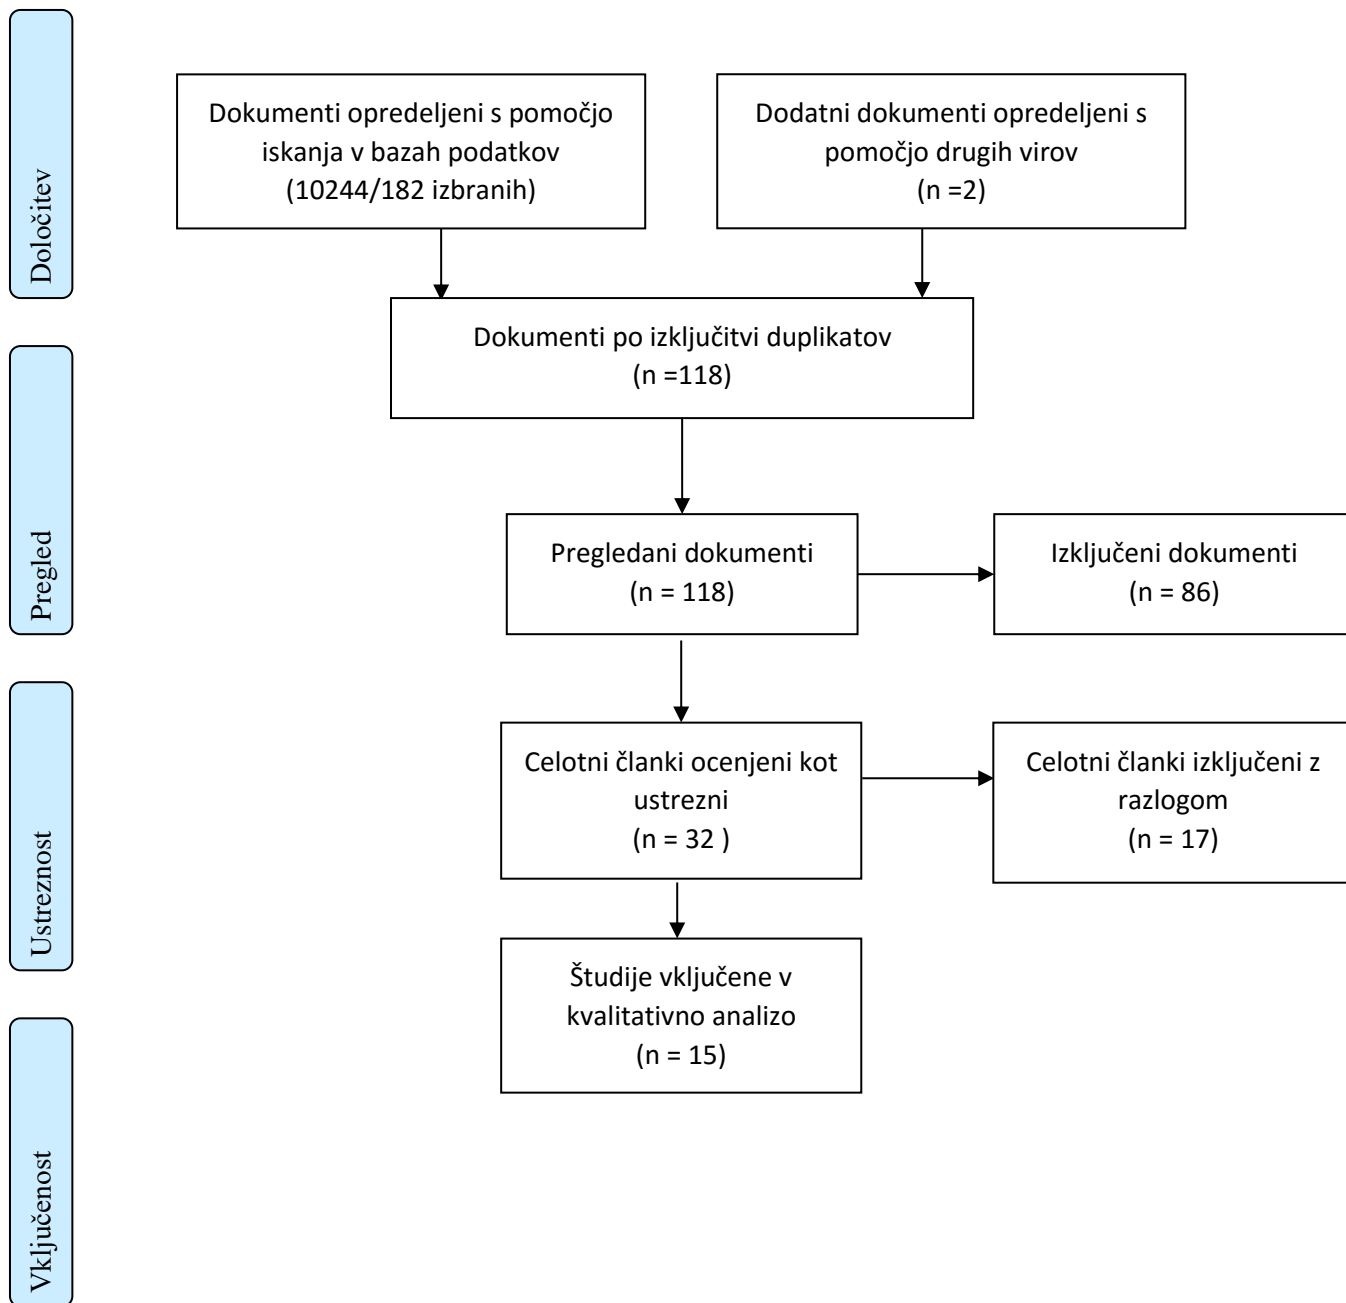 Določitev
Dokumenti opredeljeni s pomočjo
iskanja v bazah podatkov
(10244/182 izbranih)
Dodatni dokumenti opredeljeni s
pomočjo drugih virov
(n =2)
Dokumenti po izključitvi duplikatov
(n =118)
Pregled
Pregledani dokumenti
(n = 118)
Izključeni dokumenti
(n = 86)
Ustreznost
Celotni članki ocenjeni kot
ustrezni
(n = 32 )
Celotni članki izključeni z
razlogom
(n = 17)
Študije vključene v
kvalitativno analizo
(n = 15)
Vključenost